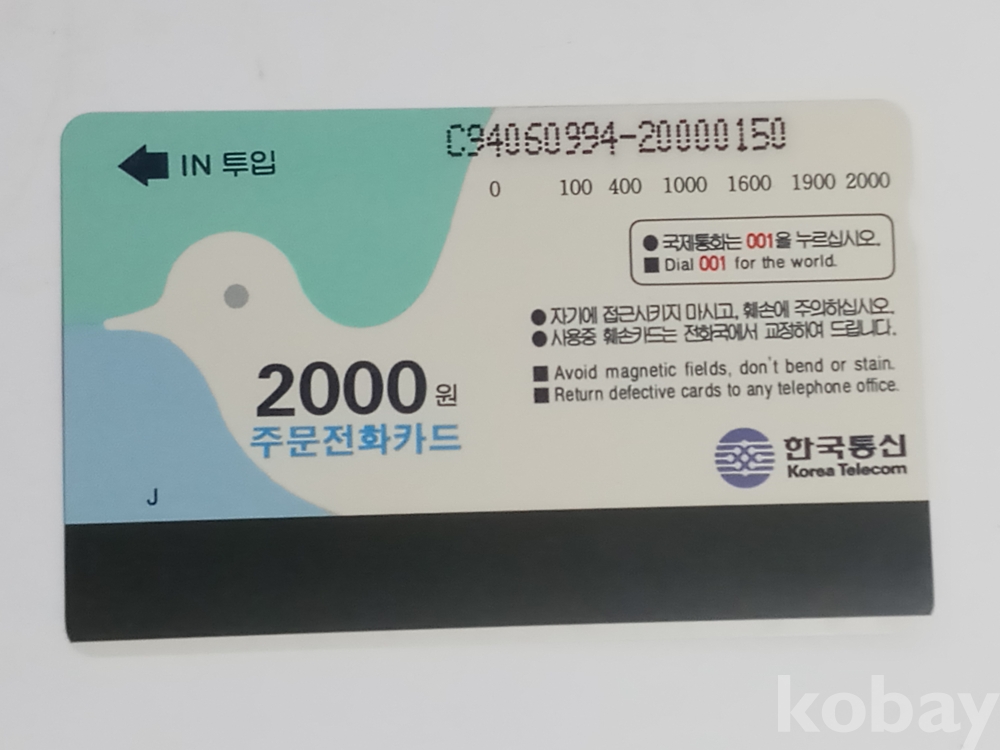 IN 투입
C94060994-20000150
0 100 400 1000 1600 1900 2000
● 국제통화는 001을 누르십시오.
■ Dial 001 for the world.
● 자기에 접근시키지 마시고, 훼손에 주의하십시오.
● 사용중 훼손카드는 전화국에서 교정하여 드립니다.
■ Avoid magnetic fields, don't bend or stain.
■ Return defective cards to any telephone office.
2000원
주문전화카드
한국통신
Korea Telecom
J
kobay